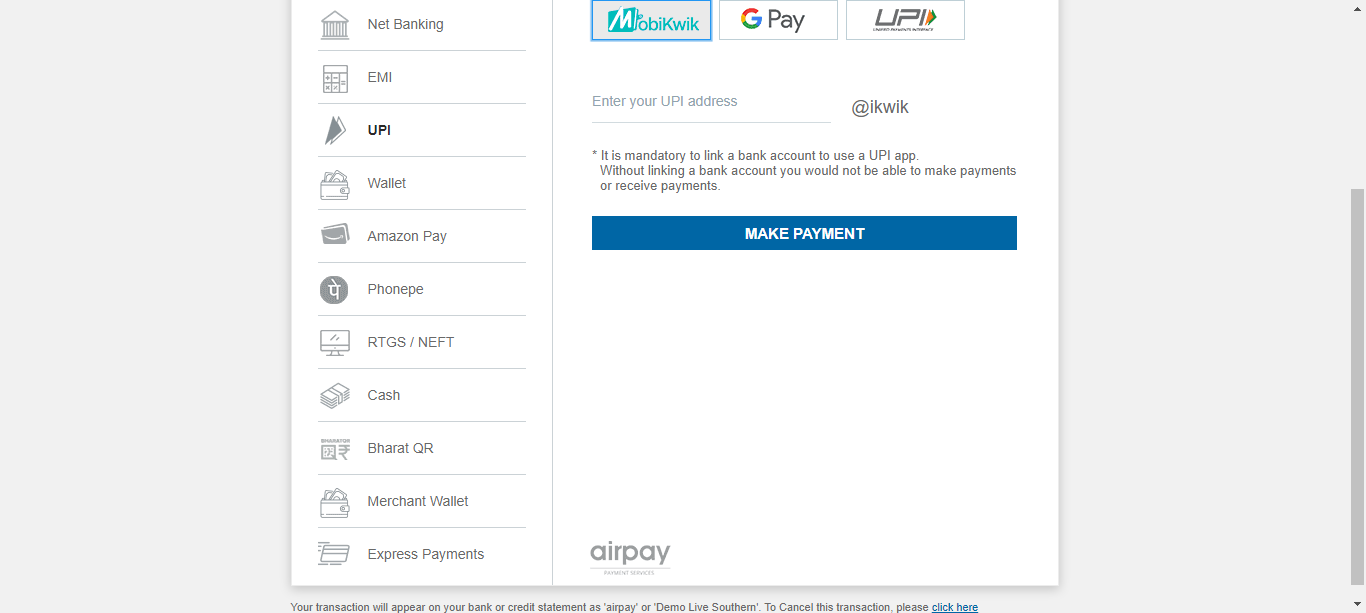 Net Banking
EMI
UPI
Wallet
Amazon Pay
Phonepe
RTGS / NEFT
Cash
BHARATQR
Bharat QR
Merchant Wallet
Express Payments
MobiKwik
G Pay
UPI
UNIFIED PAYMENTS INTERFACE
Enter your UPI address
@ikwik
* It is mandatory to link a bank account to use a UPI app.
Without linking a bank account you would not be able to make payments
or receive payments.
MAKE PAYMENT
airpay
PAYMENT SERVICES
Your transaction will appear on your bank or credit statement as 'airpay' or 'Demo Live Southern'. To Cancel this transaction, please click here